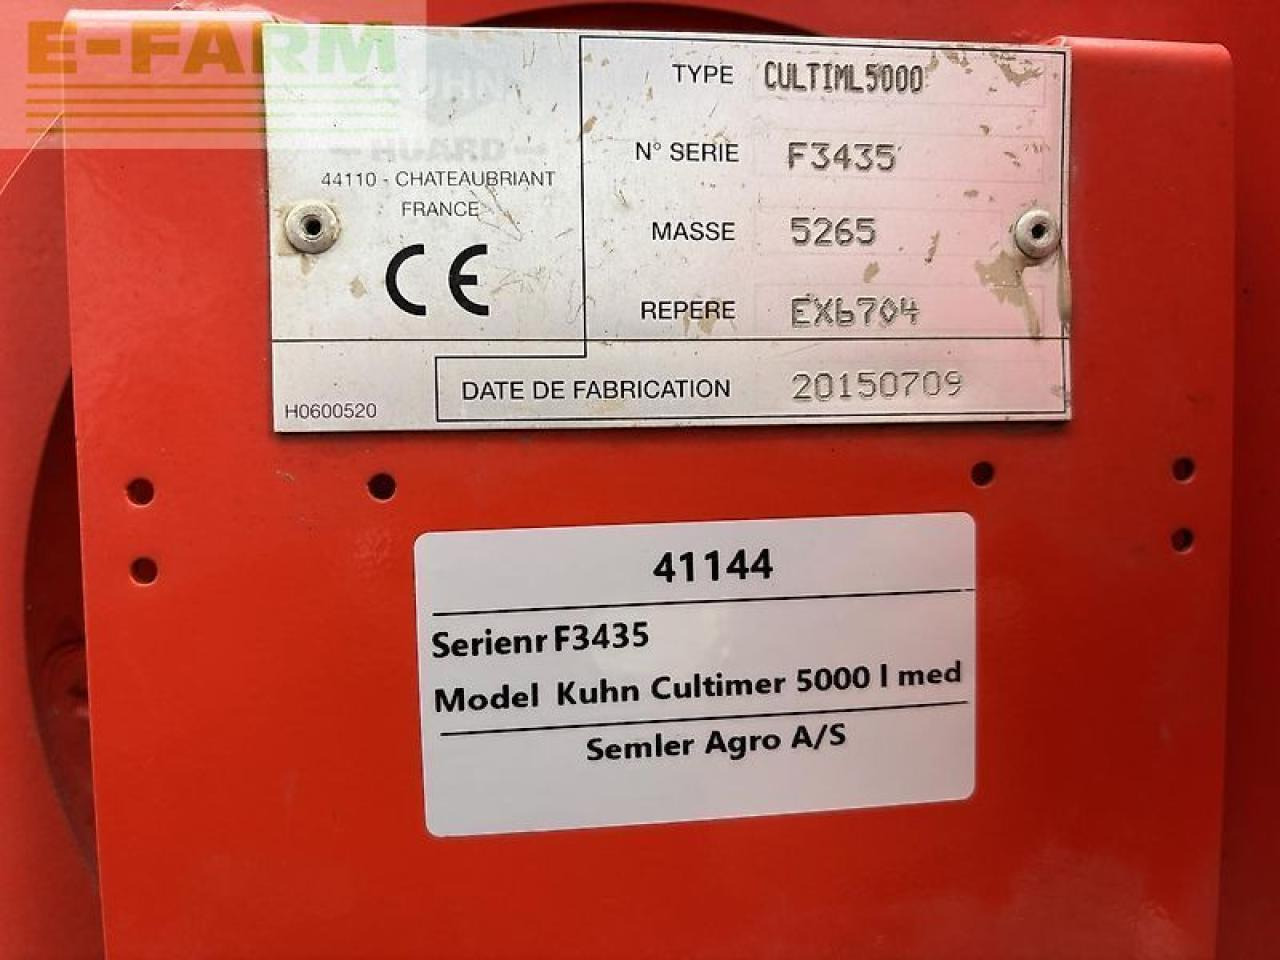 E-FARM
KUHN
- HUARD -
44110 - CHATEAUBRIANT
FRANCE
CE
H0600520
TYPE CULTIML5000
N° SERIE F3435
MASSE 5265
REPERE EX6704
DATE DE FABRICATION 20150709
41144
Serienr F3435
Model Kuhn Cultimer 5000 l med
Semler Agro A/S